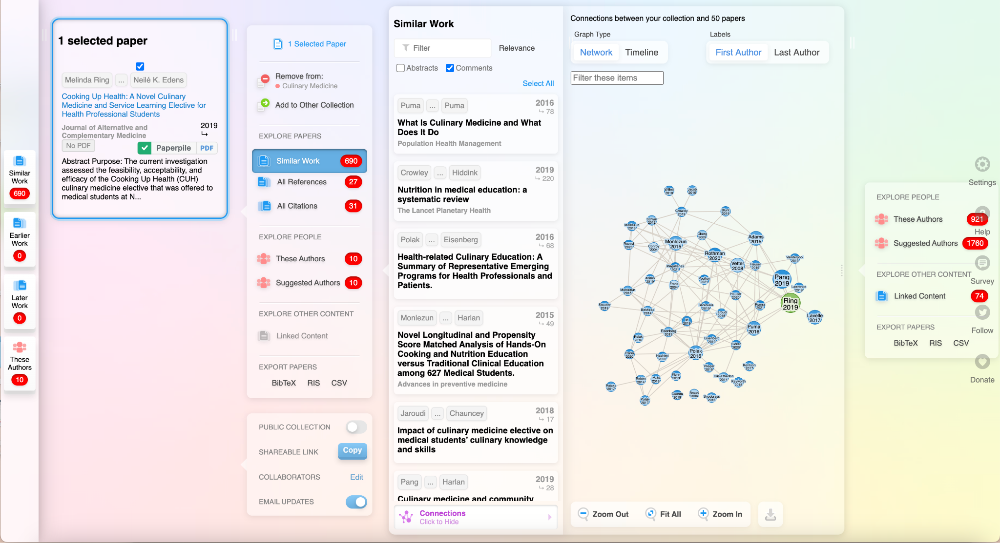 Similar
Work
690
Earlier
Work
0
Later
Work
0
These
Authors
10
1 selected paper
Melinda Ring ... Neilé K. Edens
Cooking Up Health: A Novel Culinary
Medicine and Service Learning Elective for
Health Professional Students
Journal of Alternative and
Complementary Medicine
2019
No PDF
Paperpile PDF
Abstract Purpose: The current investigation
assessed the feasibility, acceptability, and
efficacy of the Cooking Up Health (CUH)
culinary medicine elective that was offered to
medical students at N...
1 Selected Paper
Remove from:
Culinary Medicine
Add to Other Collection
EXPLORE PAPERS
Similar Work 690
All References 27
All Citations 31
EXPLORE PEOPLE
These Authors 10
Suggested Authors 10
EXPLORE OTHER CONTENT
Linked Content
EXPORT PAPERS
BibTeX RIS CSV
PUBLIC COLLECTION
SHAREABLE LINK Copy
COLLABORATORS Edit
EMAIL UPDATES
Similar Work
Filter Relevance
Abstracts Comments
Select All
Puma ... Puma 2016
78
What Is Culinary Medicine and What
Does It Do
Population Health Management
Crowley ... Hiddink 2019
220
Nutrition in medical education: a
systematic review
The Lancet Planetary Health
Polak ... Eisenberg 2016
68
Health-related Culinary Education: A
Summary of Representative Emerging
Programs for Health Professionals and
Patients.
Monlezun ... Harlan 2015
49
Novel Longitudinal and Propensity
Score Matched Analysis of Hands-On
Cooking and Nutrition Education
versus Traditional Clinical Education
among 627 Medical Students.
Advances in preventive medicine
Jaroudi ... Chauncey 2018
17
Impact of culinary medicine elective on
medical students’ culinary knowledge
and skills
Pang ... Harlan 2019
28
Culinary medicine and community
Connections
Click to Hide
Connections between your collection and 50 papers
Graph Type
Network Timeline
Labels
First Author Last Author
Filter these items
Willett
2019
Jacob
2016
Crowley
2019
Blunt
2019
Schlair
2012
Monlezun
2018
Oberg
2009
Adams
2015
Razavi
2020
Conroy
2004
Monlezun
2015
Rothman
2020
Vanderpool
2019
Magallanes
2021
Vetter
2008
Hauser
2019
Afshin
2019
Frank
2004
Poulton
2021
Pang
2019
Lawrence
2019
Monlezun
2015
Hauser
2020
Stauber
2019
Birkhead
2014
Barkoukis
2019
Jaroudi
2018
Kumra
2021
Ring
2019
Lavelle
2017
Irl
2019
Eisenberg
2013
Puma
2016
Polak
2016
Eisenberg
2019
Sicker
2020
Parks
2020
Hashimi
2020
Polak
2016
Vlieger
2019
Kerrison
2017
Reicks
2014
Polak
2018
Flynn
2019
Kris-Etherton
2014
Keyworth
2018
Reicks
2017
Polak
2017
Cuerda
2019
Braun
2006
Snodgrass
2016
Zoom Out Fit All Zoom In
Settings
EXPLORE PEOPLE
These Authors 921
Help
Suggested Authors 1760
EXPLORE OTHER CONTENT
Survey
Linked Content 74
EXPORT PAPERS
Follow
BibTeX RIS CSV
Donate